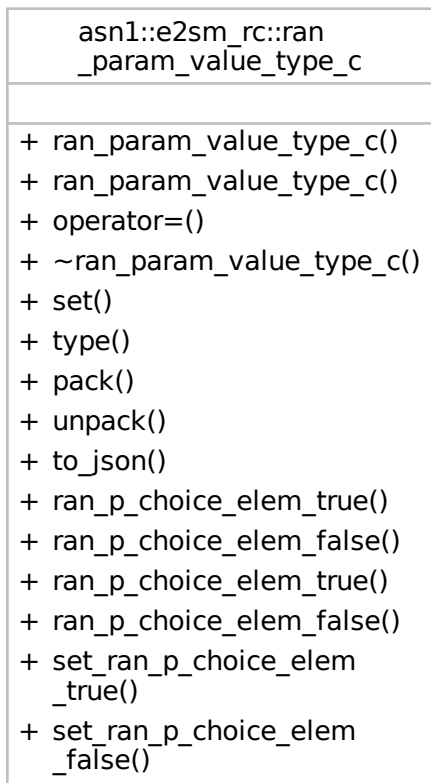 asn1::e2sm_rc::ran
_param_value_type_c
+ ran_param_value_type_c()
+ ran_param_value_type_c()
+ operator=()
+ ~ran_param_value_type_c()
+ set()
+ type()
+ pack()
+ unpack()
+ to_json()
+ ran_p_choice_elem_true()
+ ran_p_choice_elem_false()
+ ran_p_choice_elem_true()
+ ran_p_choice_elem_false()
+ set_ran_p_choice_elem
_true()
+ set_ran_p_choice_elem
_false()